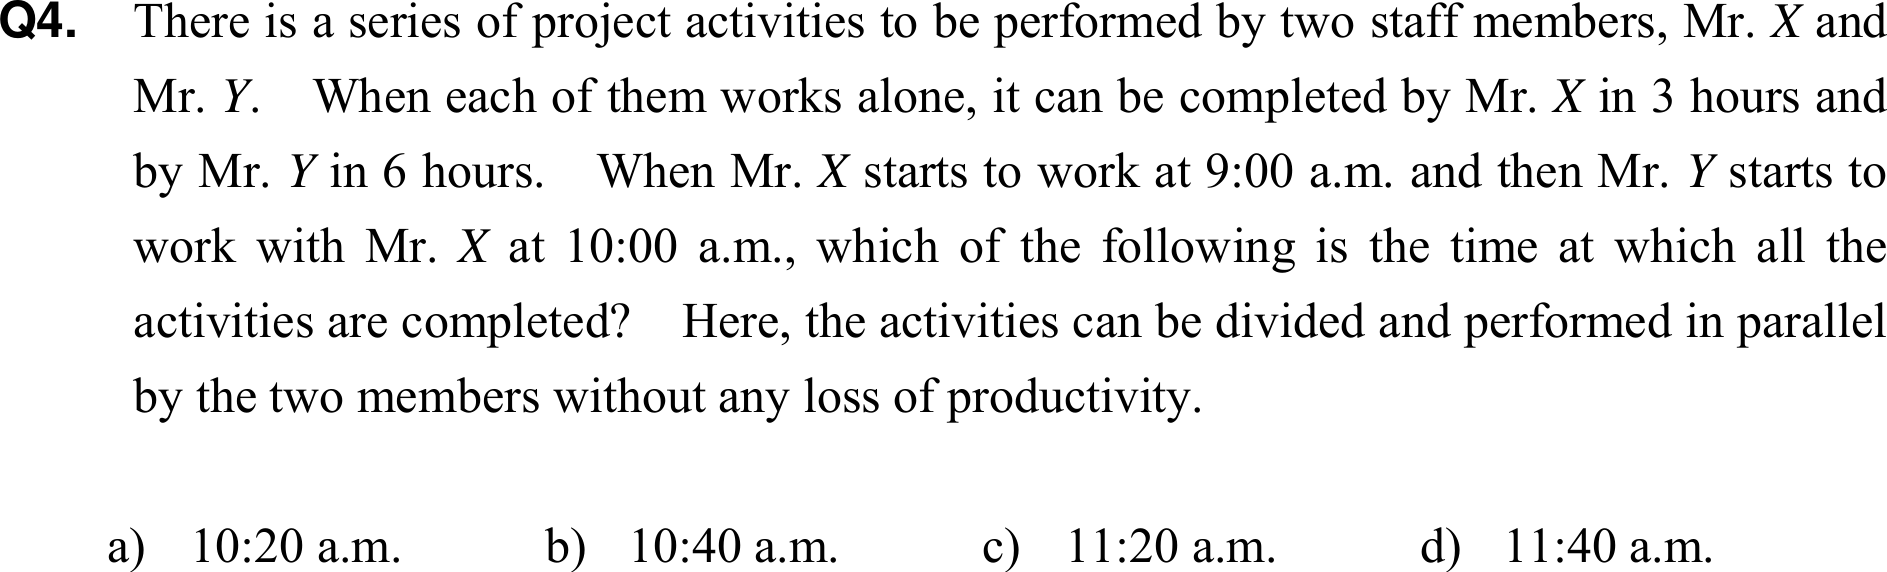 Q4. There is a series of project activities to be performed by two staff members, Mr. X and
Mr. Y. When each of them works alone, it can be completed by Mr. X in 3 hours and
by Mr. Y in 6 hours. When Mr. X starts to work at 9:00 a.m. and then Mr. Y starts to
work with Mr. X at 10:00 a.m., which of the following is the time at which all the
activities are completed? Here, the activities can be divided and performed in parallel
by the two members without any loss of productivity.
a) 10:20 a.m. b) 10:40 a.m. c) 11:20 a.m. d) 11:40 a.m.